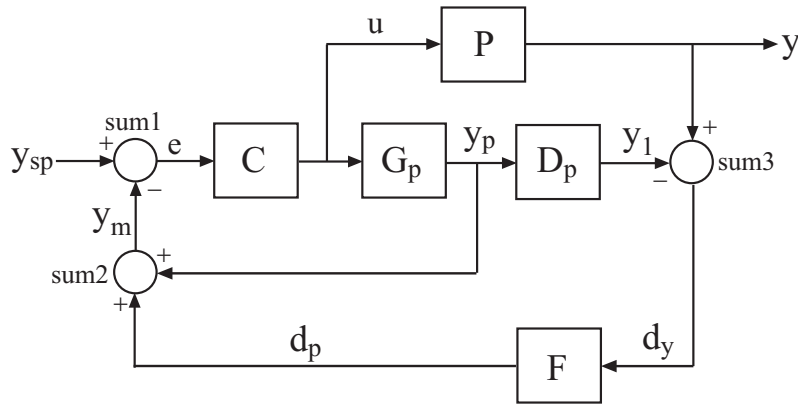 u
P
y
sum1
+
y_sp
e
C
G_p
y_p
D_p
y_1
+
−
sum3
−
y_m
+
sum2
+
d_p
F
d_y